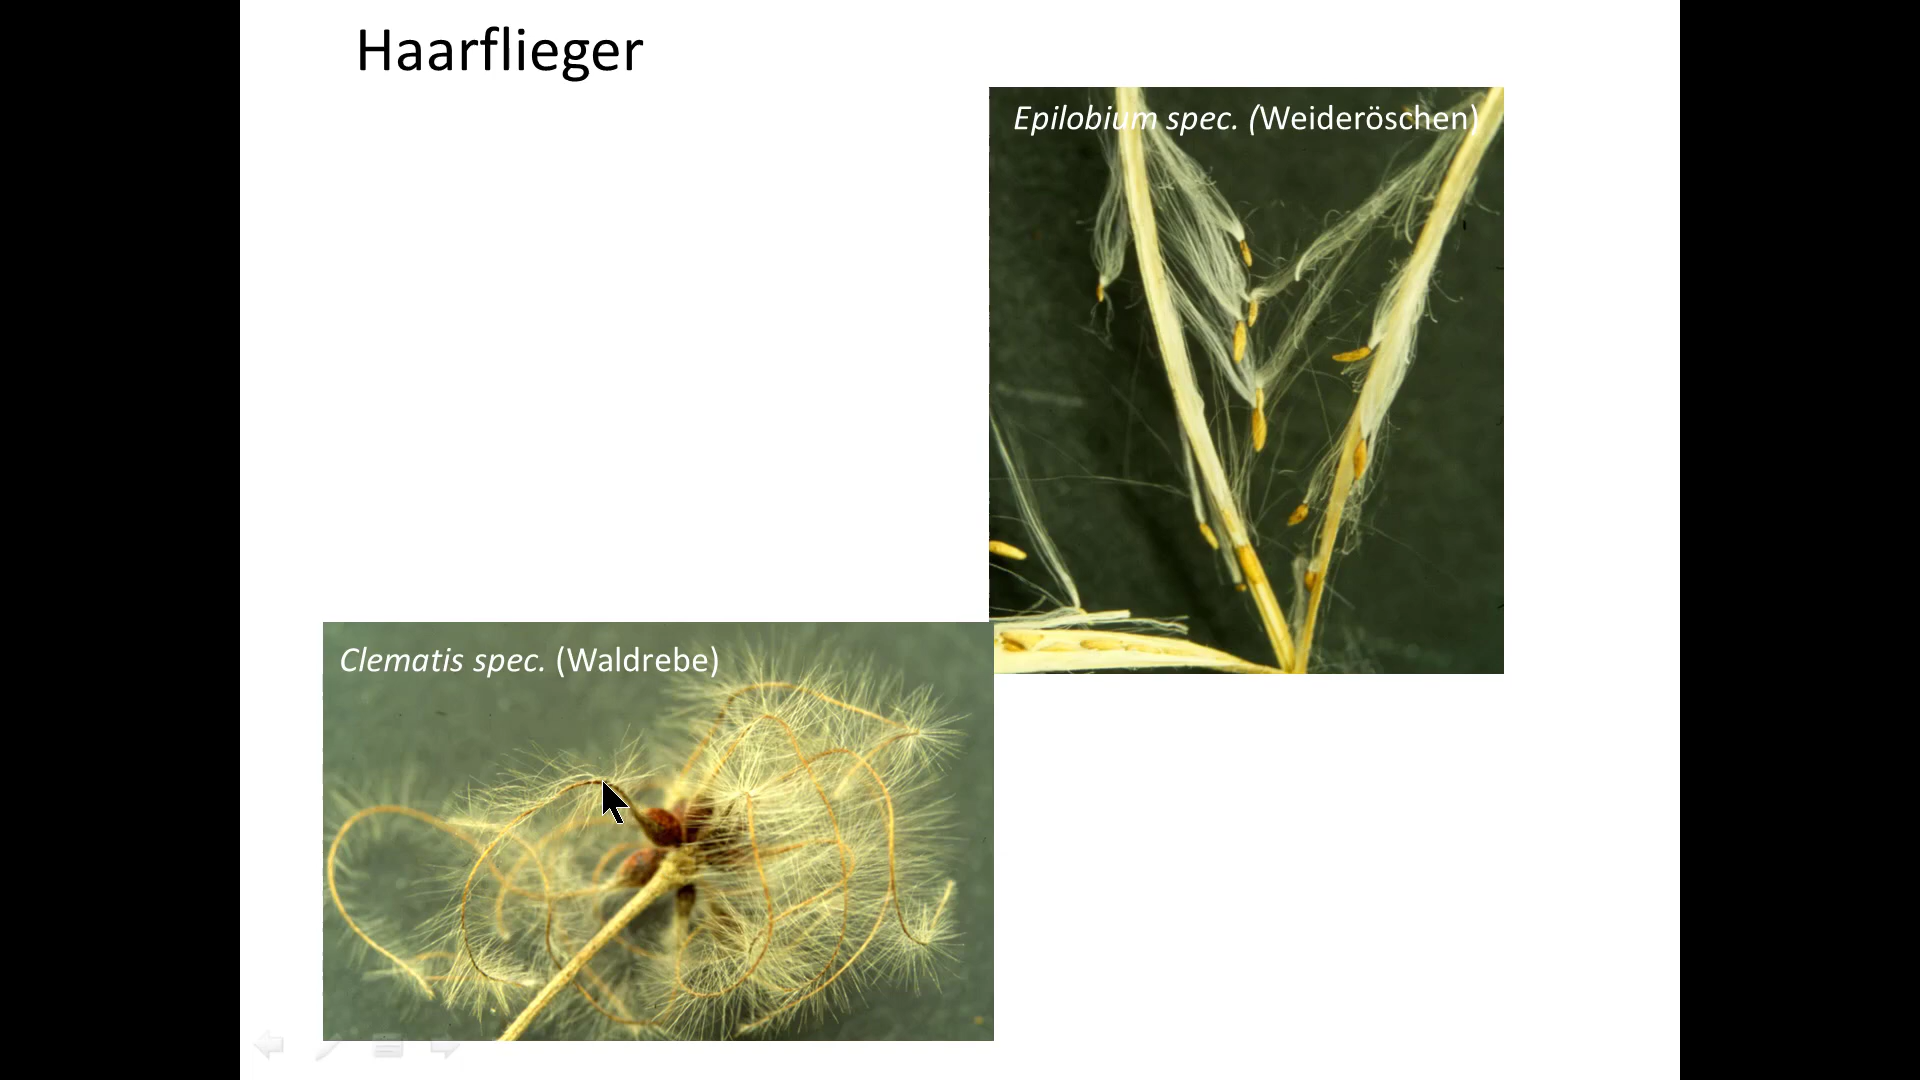 Haarflieger
Epilobium spec. (Weideröschen)
Clematis spec. (Waldrebe)